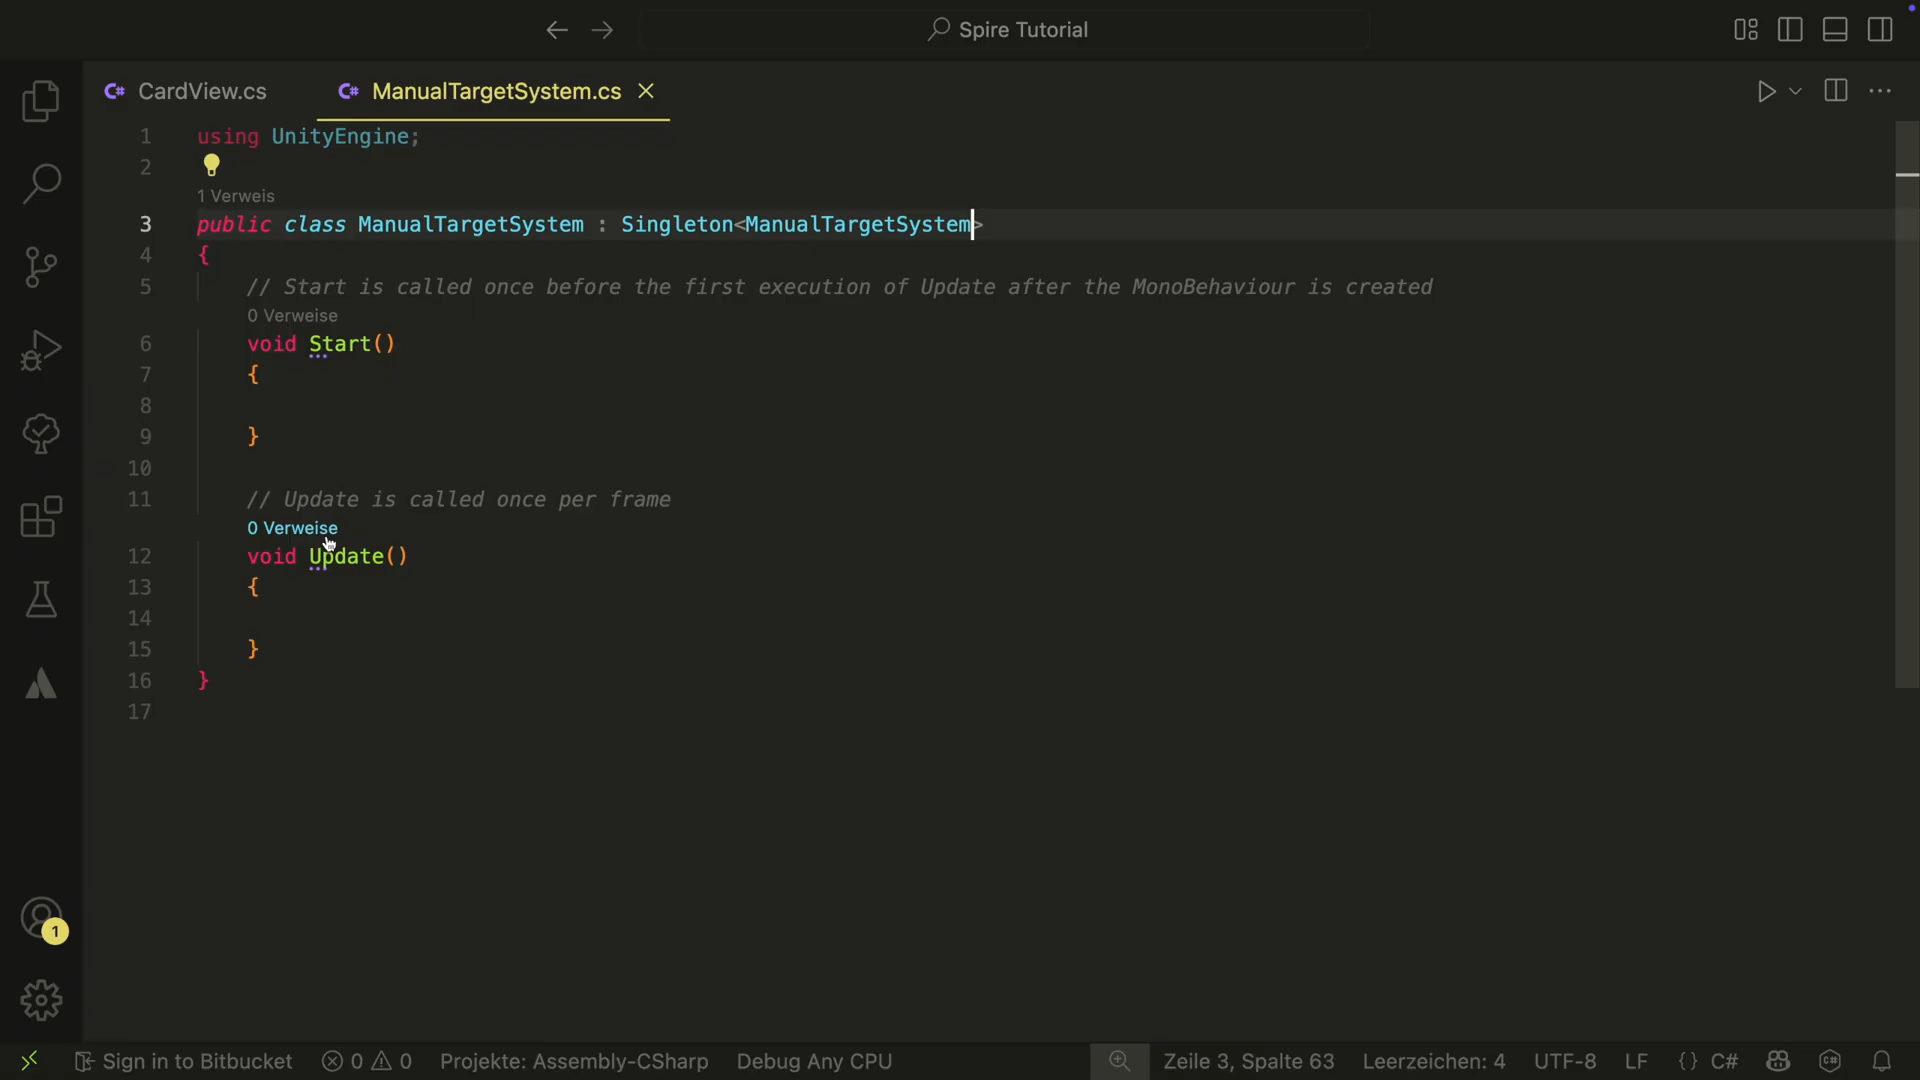 Spire Tutorial
CardView.cs
ManualTargetSystem.cs
1 using UnityEngine;
2
1 Verweis
3 public class ManualTargetSystem : Singleton<ManualTargetSystem>
4 {
5 // Start is called once before the first execution of Update after the MonoBehaviour is created
0 Verweise
6 void Start()
7 {
8
9 }
10
11 // Update is called once per frame
0 Verweise
12 void Update()
13 {
14
15 }
16 }
17
1
Sign in to Bitbucket 0 0 Projekte: Assembly-CSharp Debug Any CPU Zeile 3, Spalte 63 Leerzeichen: 4 UTF-8 LF {} C#